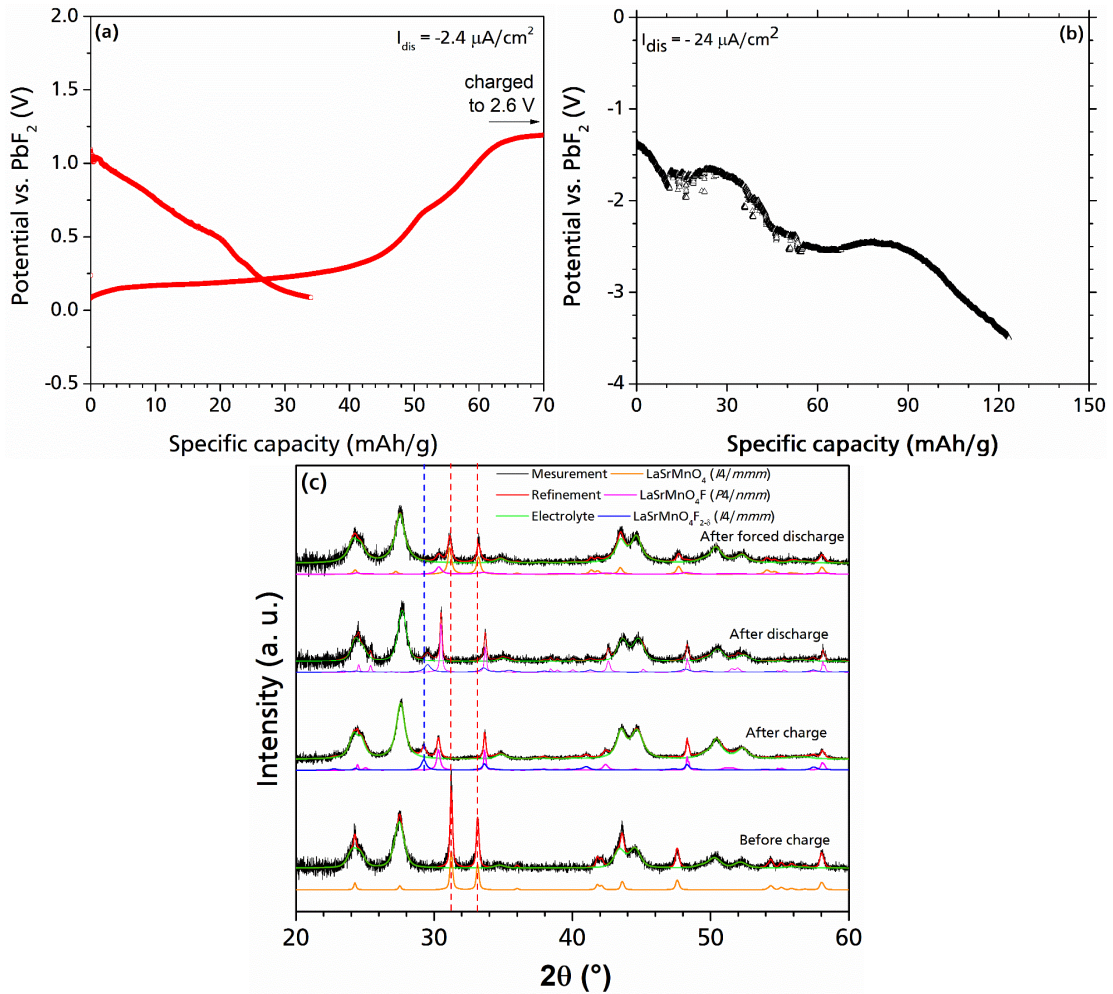 (a)
I_dis = -2.4 μA/cm²
charged
to 2.6 V
2.0
1.5
1.0
0.5
0.0
-0.5
Potential vs. PbF₂ (V)
0 10 20 30 40 50 60 70
Specific capacity (mAh/g)
(b)
I_dis = - 24 μA/cm²
0
-1
-2
-3
-4
Potential vs. PbF₂ (V)
0 30 60 90 120 150
Specific capacity (mAh/g)
(c)
Mesurement LaSrMnO₄ (I4/mmm)
Refinement LaSrMnO₄F (P4/nmm)
Electrolyte LaSrMnO₄F₂₋δ (I4/mmm)
After forced discharge
After discharge
After charge
Before charge
Intensity (a. u.)
20 30 40 50 60
2θ (°)